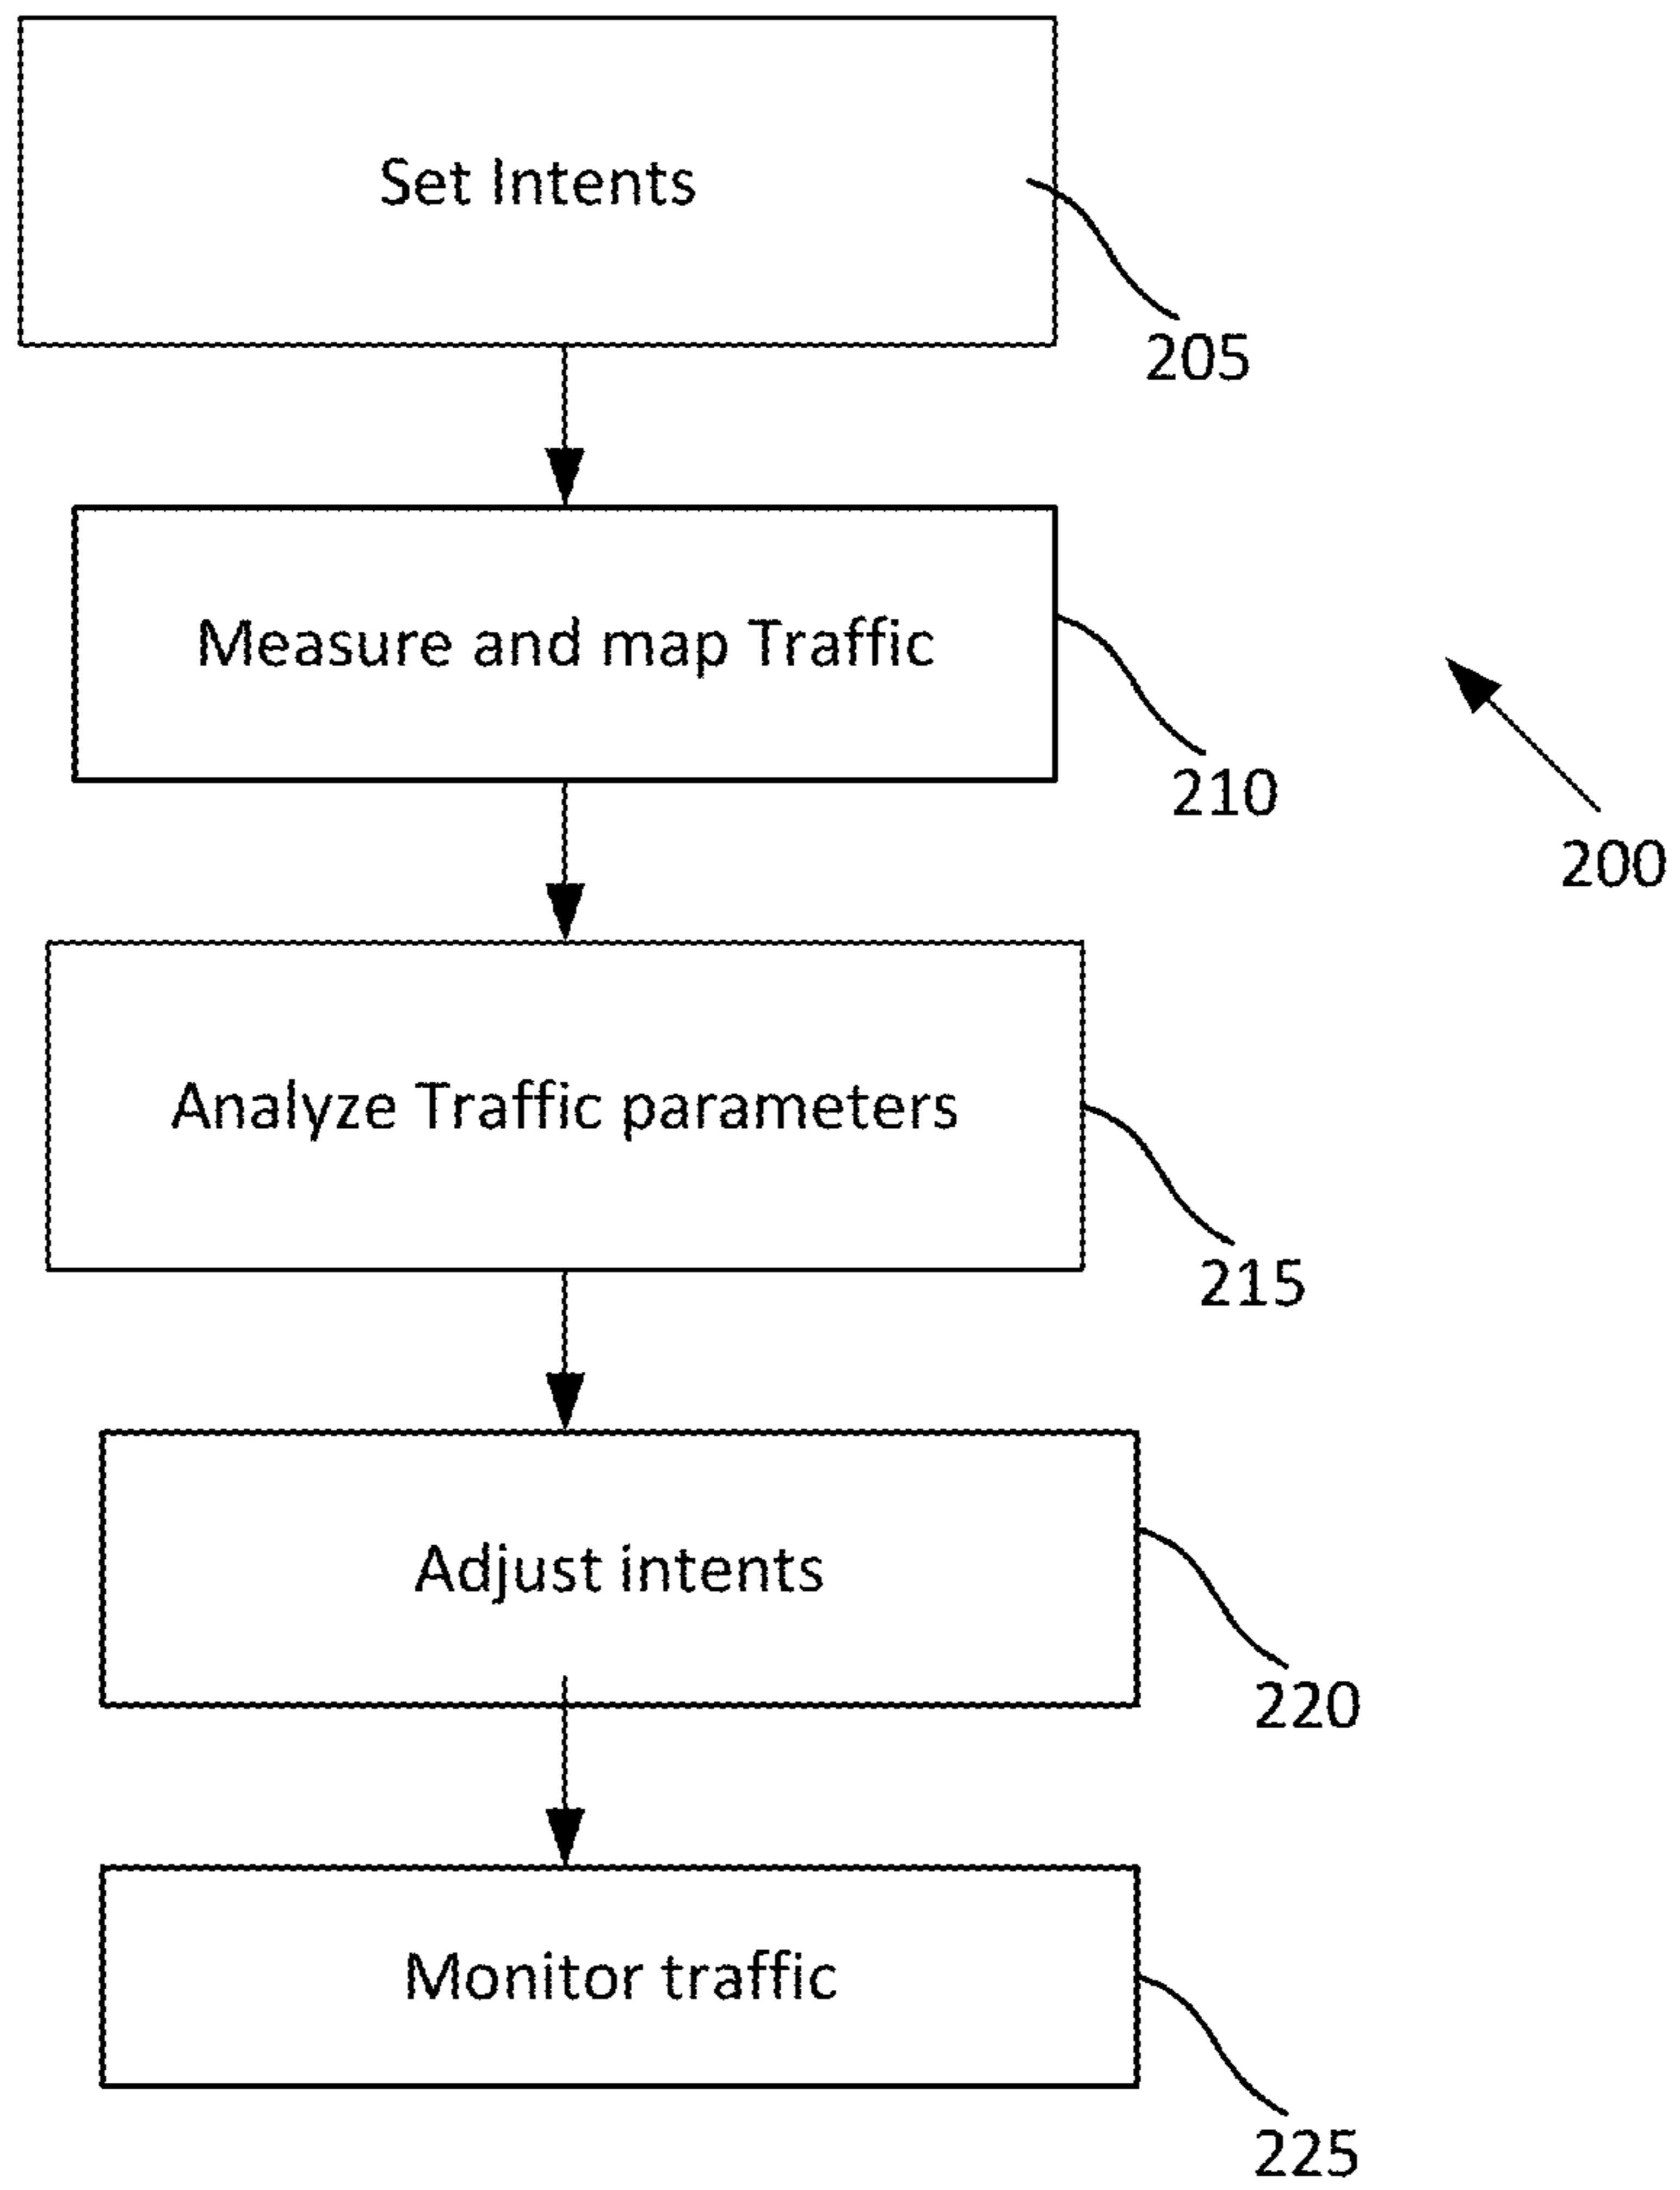 Set Intents
205
Measure and map Traffic
210
200
Analyze Traffic parameters
215
Adjust intents
220
Monitor traffic
225